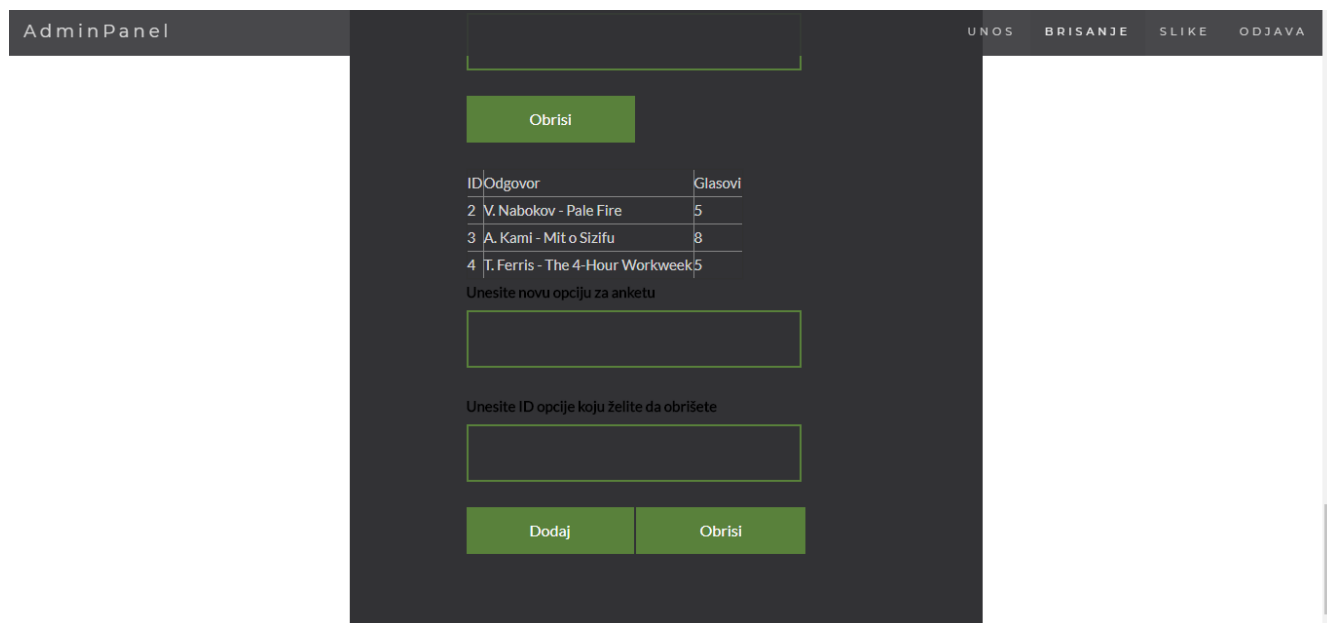 AdminPanel UNOS BRISANJE SLIKE ODJAVA
Obrisi
ID Odgovor Glasovi
2 V. Nabokov - Pale Fire 5
3 A. Kami - Mit o Sizifu 8
4 T. Ferris - The 4-Hour Workweek 5
Unesite novu opciju za anketu
Unesite ID opcije koju želite da obrišete
Dodaj Obrisi